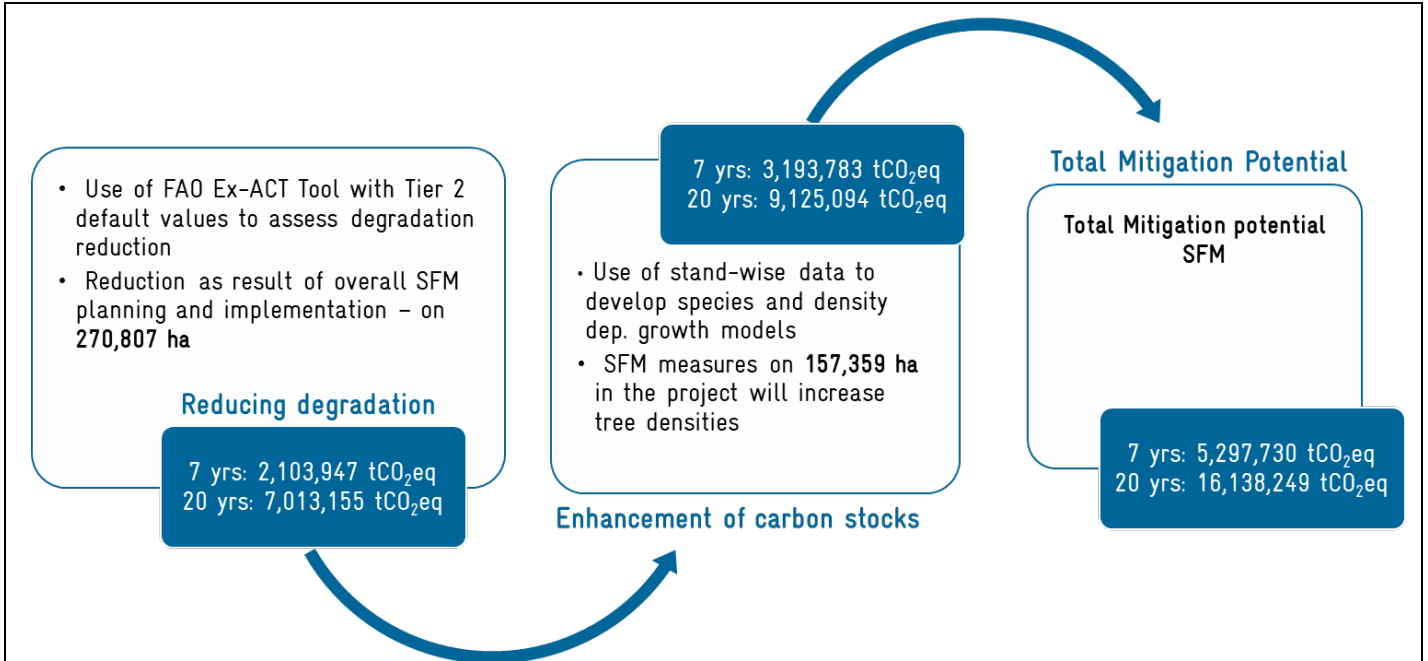 • Use of FAO Ex-ACT Tool with Tier 2
default values to assess degradation
reduction
• Reduction as result of overall SFM
planning and implementation – on
270,807 ha
Reducing degradation
7 yrs: 2,103,947 tCO₂eq
20 yrs: 7,013,155 tCO₂eq
7 yrs: 3,193,783 tCO₂eq
20 yrs: 9,125,094 tCO₂eq
• Use of stand-wise data to
develop species and density
dep. growth models
• SFM measures on 157,359 ha
in the project will increase
tree densities
Enhancement of carbon stocks
Total Mitigation Potential
Total Mitigation potential
SFM
7 yrs: 5,297,730 tCO₂eq
20 yrs: 16,138,249 tCO₂eq